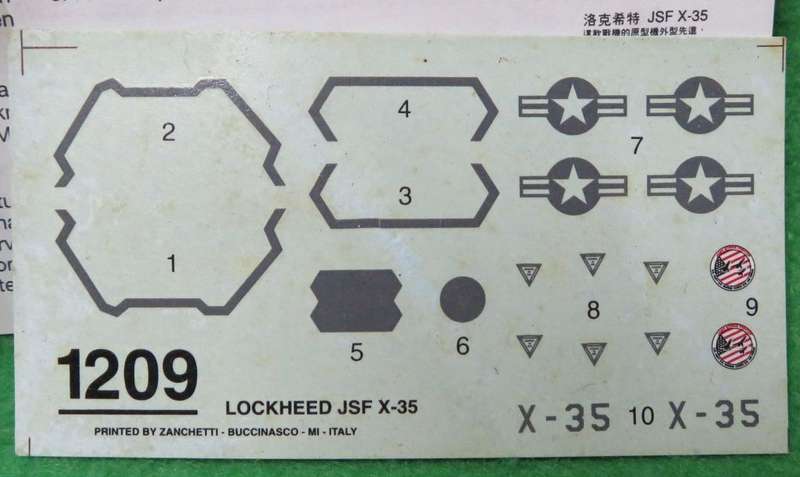 洛克希特 JSF X-35
2
4
7
3
1
8
9
5
6
1209
LOCKHEED JSF X-35
X-35 10 X-35
PRINTED BY ZANCHETTI - BUCCINASCO - MI - ITALY